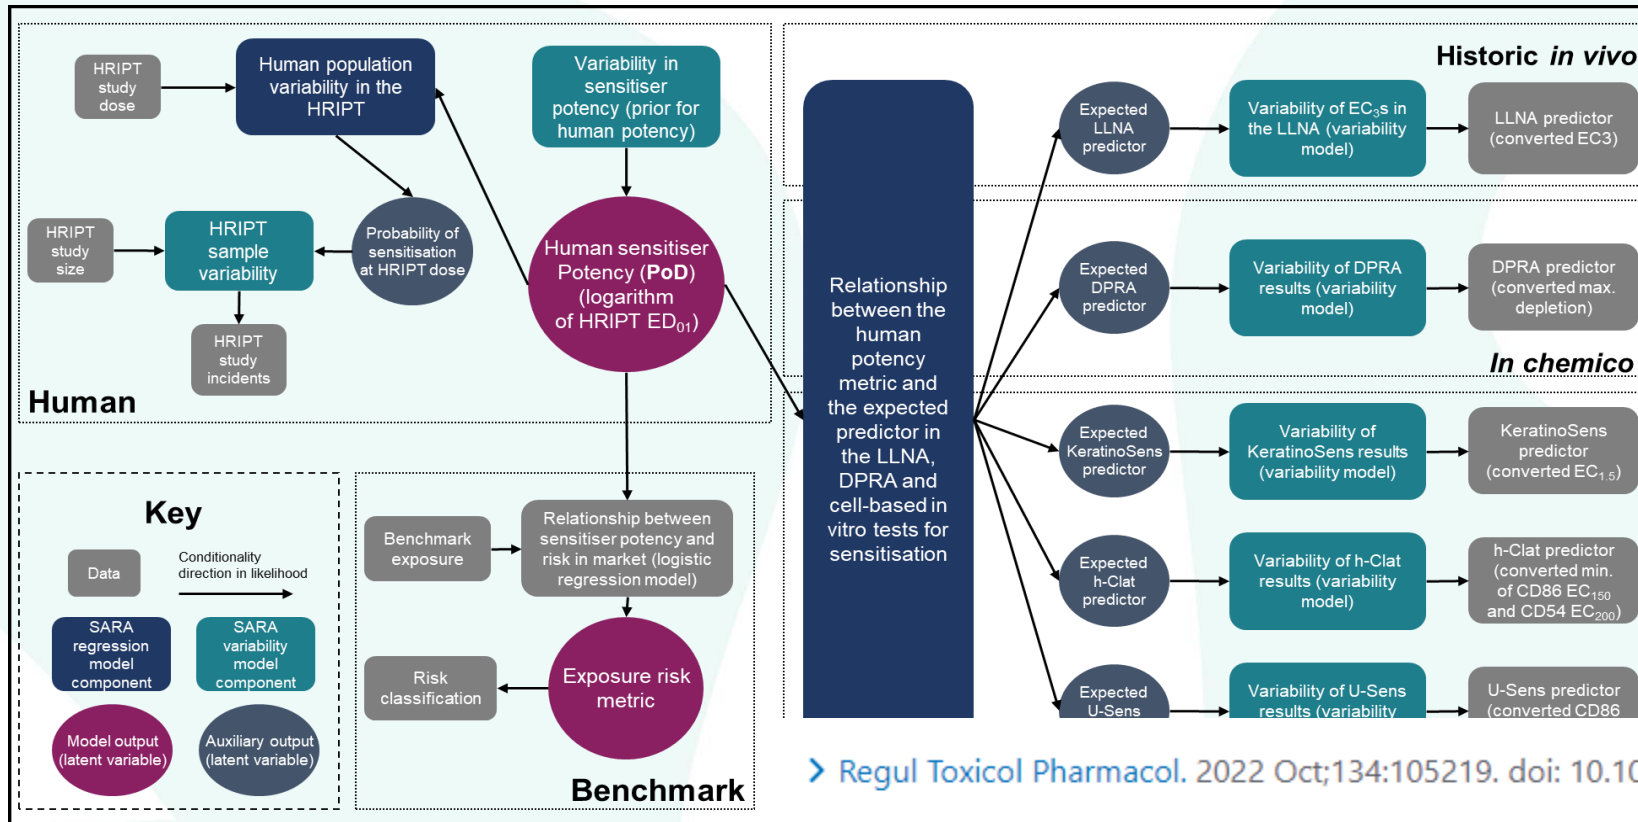 HRIPT
study
dose
Human population
variability in the
HRIPT
Variability in
sensitiser
potency (prior for
human potency)
HRIPT
study
size
HRIPT
sample
variability
Probability of
sensitisation
at HRIPT dose
Human sensitiser
Potency (PoD)
(logarithm
of HRIPT ED01)
HRIPT
study
incidents
Human
Key
Data
Conditionality
direction in likelihood
SARA
regression
model
component
SARA
variability
model
component
Model output
(latent variable)
Auxiliary output
(latent variable)
Benchmark
exposure
Relationship between
sensitiser potency and
risk in market (logistic
regression model)
Risk
classification
Exposure risk
metric
Benchmark
Relationship
between the
human
potency
metric and
the expected
predictor in
the LLNA,
DPRA and
cell-based in
vitro tests for
sensitisation
Historic in vivo
Expected
LLNA
predictor
Variability of EC3s in
the LLNA (variability
model)
LLNA predictor
(converted EC3)
Expected
DPRA
predictor
Variability of DPRA
results (variability
model)
DPRA predictor
(converted max.
depletion)
In chemico
Expected
KeratinoSens
predictor
Variability of
KeratinoSens results
(variability model)
KeratinoSens
predictor
(converted EC1.5)
Expected
h-Clat
predictor
Variability of h-Clat
results (variability
model)
h-Clat predictor
(converted min.
of CD86 EC150
and CD54 EC200)
Expected
U-Sens
Variability of U-Sens
results (variability
U-Sens predictor
(converted CD86
Regul Toxicol Pharmacol. 2022 Oct;134:105219. doi: 10.10